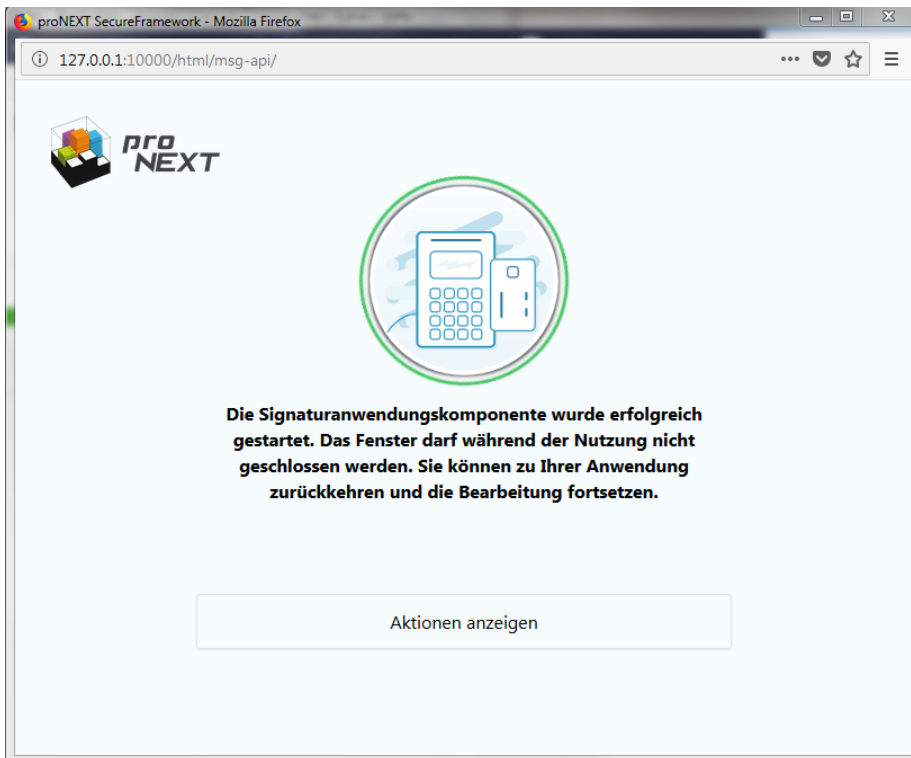 proNEXT SecureFramework - Mozilla Firefox
127.0.0.1:10000/html/msg-api/
pro
NEXT
Die Signaturanwendungskomponente wurde erfolgreich
gestartet. Das Fenster darf während der Nutzung nicht
geschlossen werden. Sie können zu Ihrer Anwendung
zurückkehren und die Bearbeitung fortsetzen.
Aktionen anzeigen